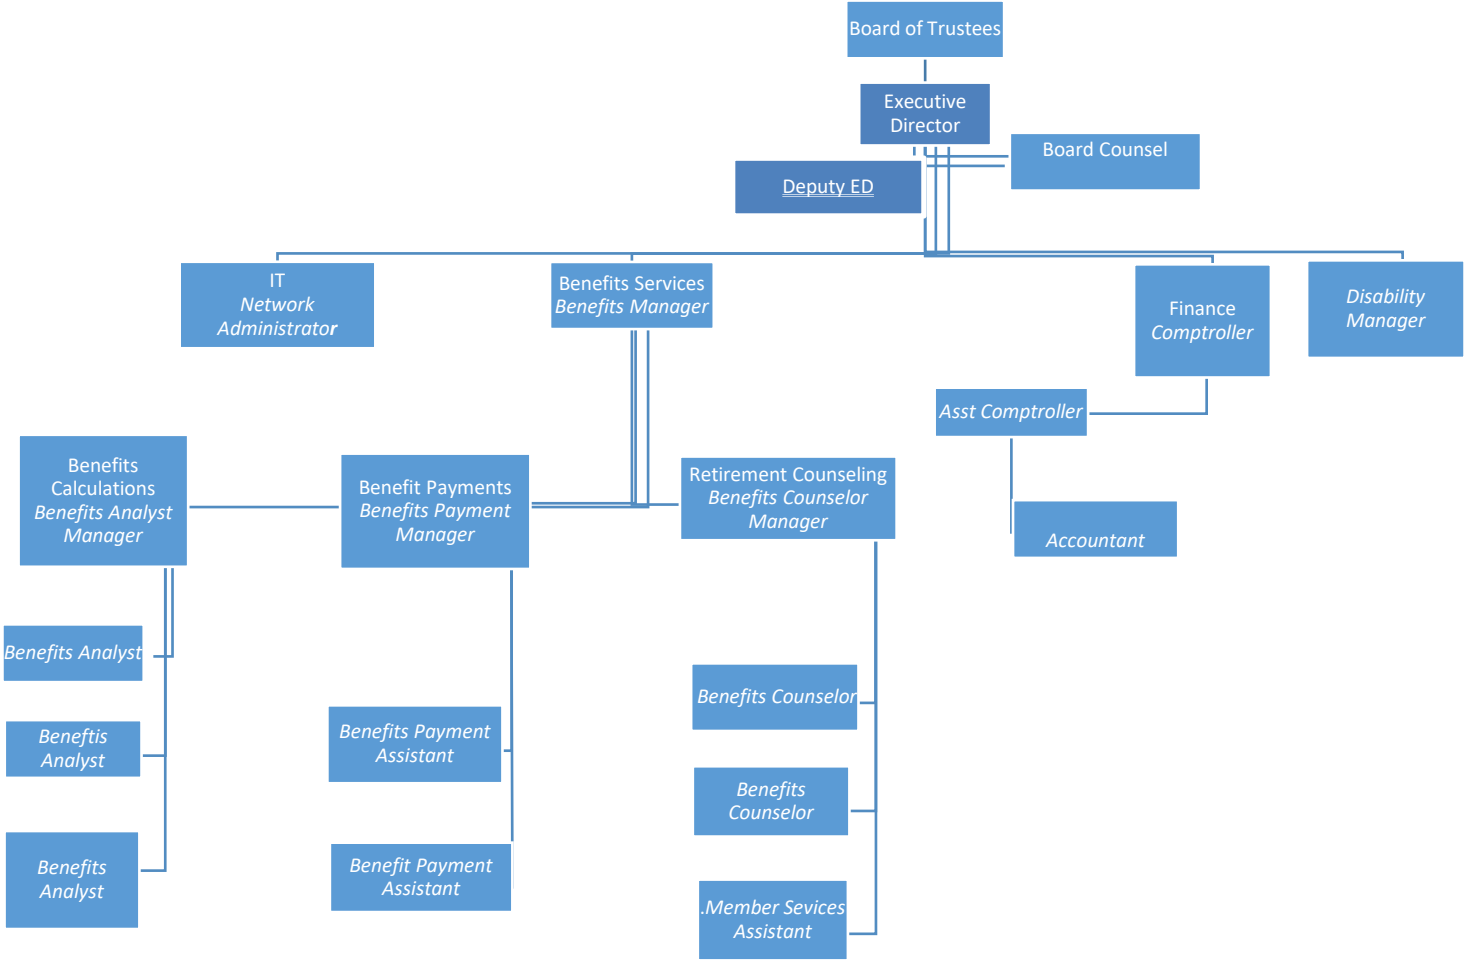 Board of Trustees
Executive
Director
Board Counsel
Deputy ED
IT
Network
Administrator
Benefits Services
Benefits Manager
Finance
Comptroller
Disability
Manager
Asst Comptroller
Benefits
Calculations
Benefits Analyst
Manager
Benefit Payments
Benefits Payment
Manager
Retirement Counseling
Benefits Counselor
Manager
Accountant
Benefits Analyst
Beneftis
Analyst
Benefits
Analyst
Benefits Payment
Assistant
Benefit Payment
Assistant
Benefits Counselor
Benefits
Counselor
.Member Sevices
Assistant